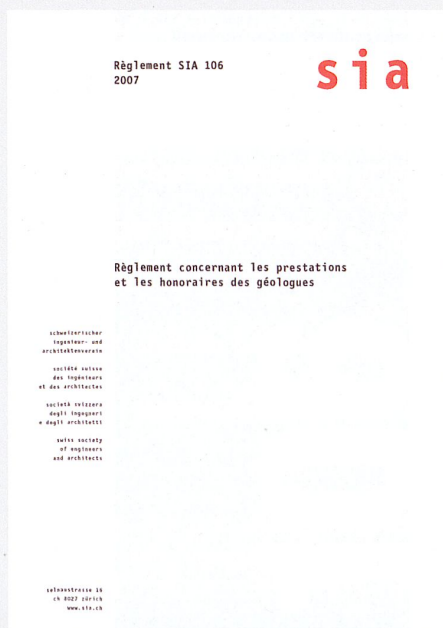 Règlement SIA 106
2007
sia
Règlement concernant les prestations
et les honoraires des géologues
schweizerischer
ingenieur- und
architektenverein
société suisse
des ingénieurs
et des architectes
società svizzera
degli ingegneri
e degli architetti
swiss society
of engineers
and architects
selnaustrasse 16
ch 8027 zürich
www.sia.ch